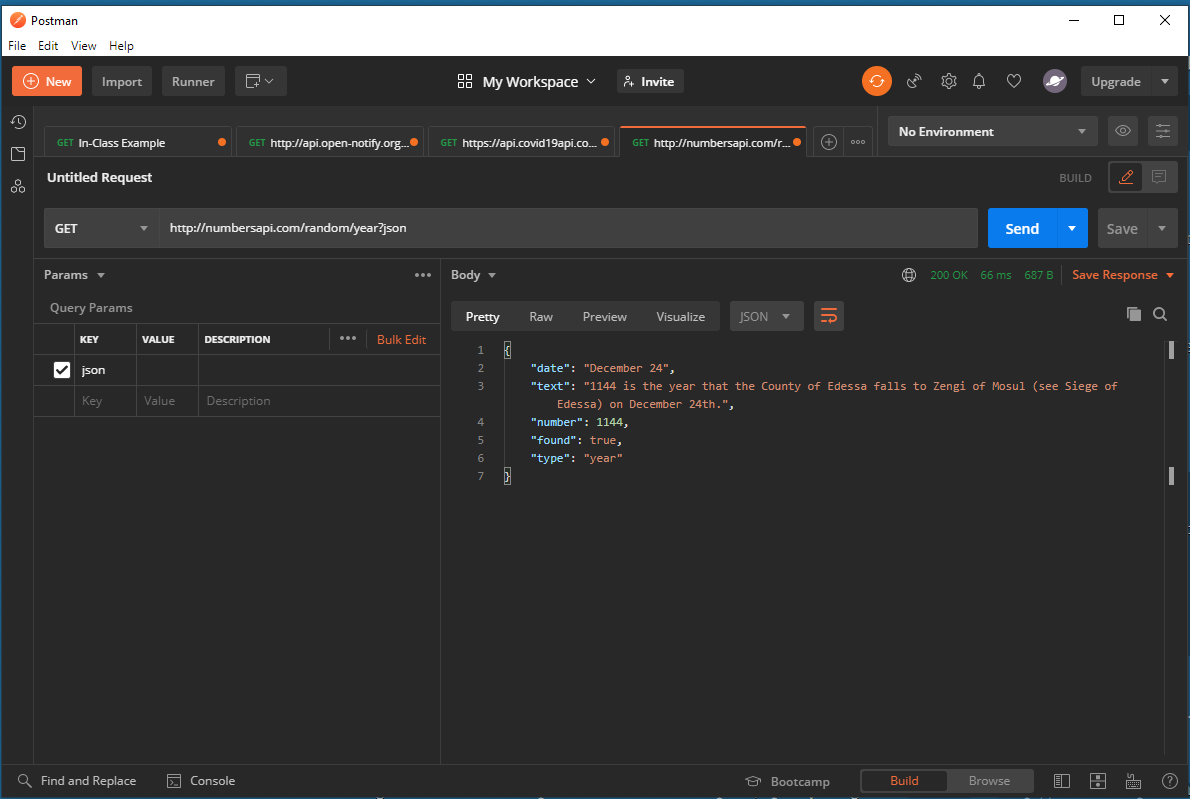 Postman
File Edit View Help
New Import Runner My Workspace Invite Upgrade
GET In-Class Example GET http://api.open-notify.org... GET https://api.covid19api.co... GET http://numbersapi.com/r... No Environment
Untitled Request BUILD
GET http://numbersapi.com/random/year?json Send Save
Params Body 200 OK 66 ms 687 B Save Response
Query Params
Pretty Raw Preview Visualize JSON
KEY VALUE DESCRIPTION Bulk Edit
json
Key Value Description
1 {
2 "date": "December 24",
3 "text": "1144 is the year that the County of Edessa falls to Zengi of Mosul (see Siege of
Edessa) on December 24th.",
4 "number": 1144,
5 "found": true,
6 "type": "year"
7 }
Find and Replace Console Bootcamp Build Browse